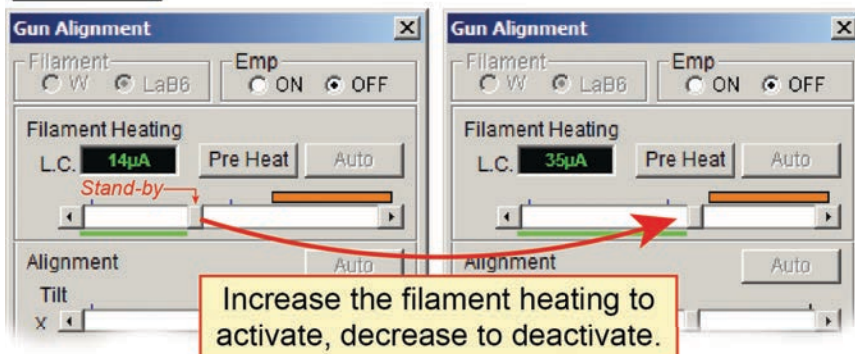 Gun Alignment
Filament
W LaB6
Emp
ON OFF
Filament Heating
L.C. 14µA Pre Heat Auto
Stand-by
Alignment Auto
Tilt
X
Gun Alignment
Filament
W LaB6
Emp
ON OFF
Filament Heating
L.C. 35µA Pre Heat Auto
Alignment Auto
Increase the filament heating to
activate, decrease to deactivate.